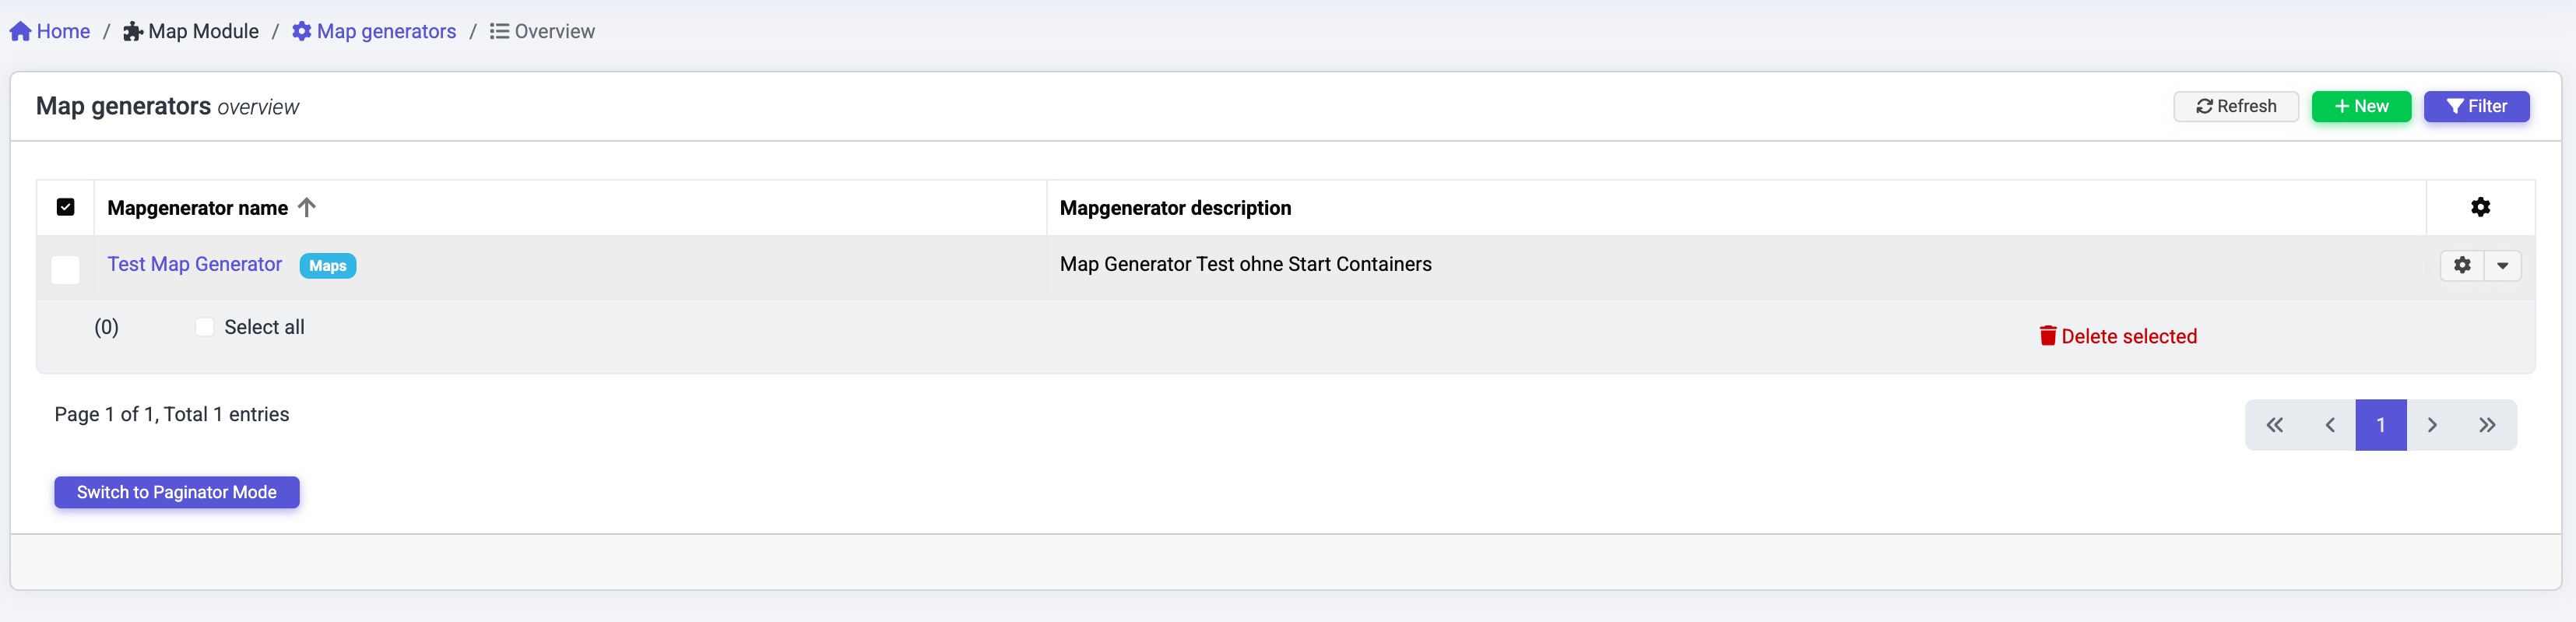 Home / Map Module / Map generators / Overview
Map generators overview
Refresh
New
Filter
Mapgenerator name
Mapgenerator description
Test Map Generator Maps
Map Generator Test ohne Start Containers
(0)
Select all
Delete selected
Page 1 of 1, Total 1 entries
1
Switch to Paginator Mode